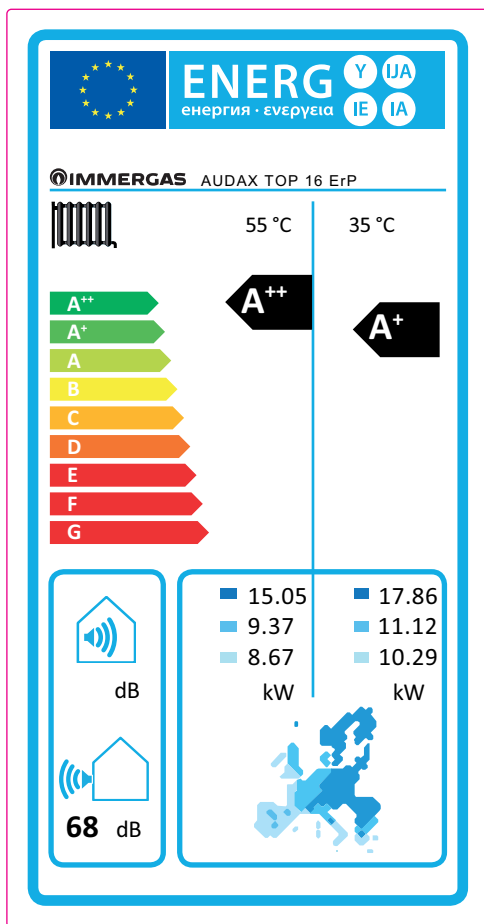 ENERG Y IJA
енергия · ενεργεια IE IA
IMMERGAS AUDAX TOP 16 ErP
55 °C 35 °C
A++ A+
A++
A+
A
B
C
D
E
F
G
15.05 17.86
9.37 11.12
8.67 10.29
kW kW
dB
68 dB